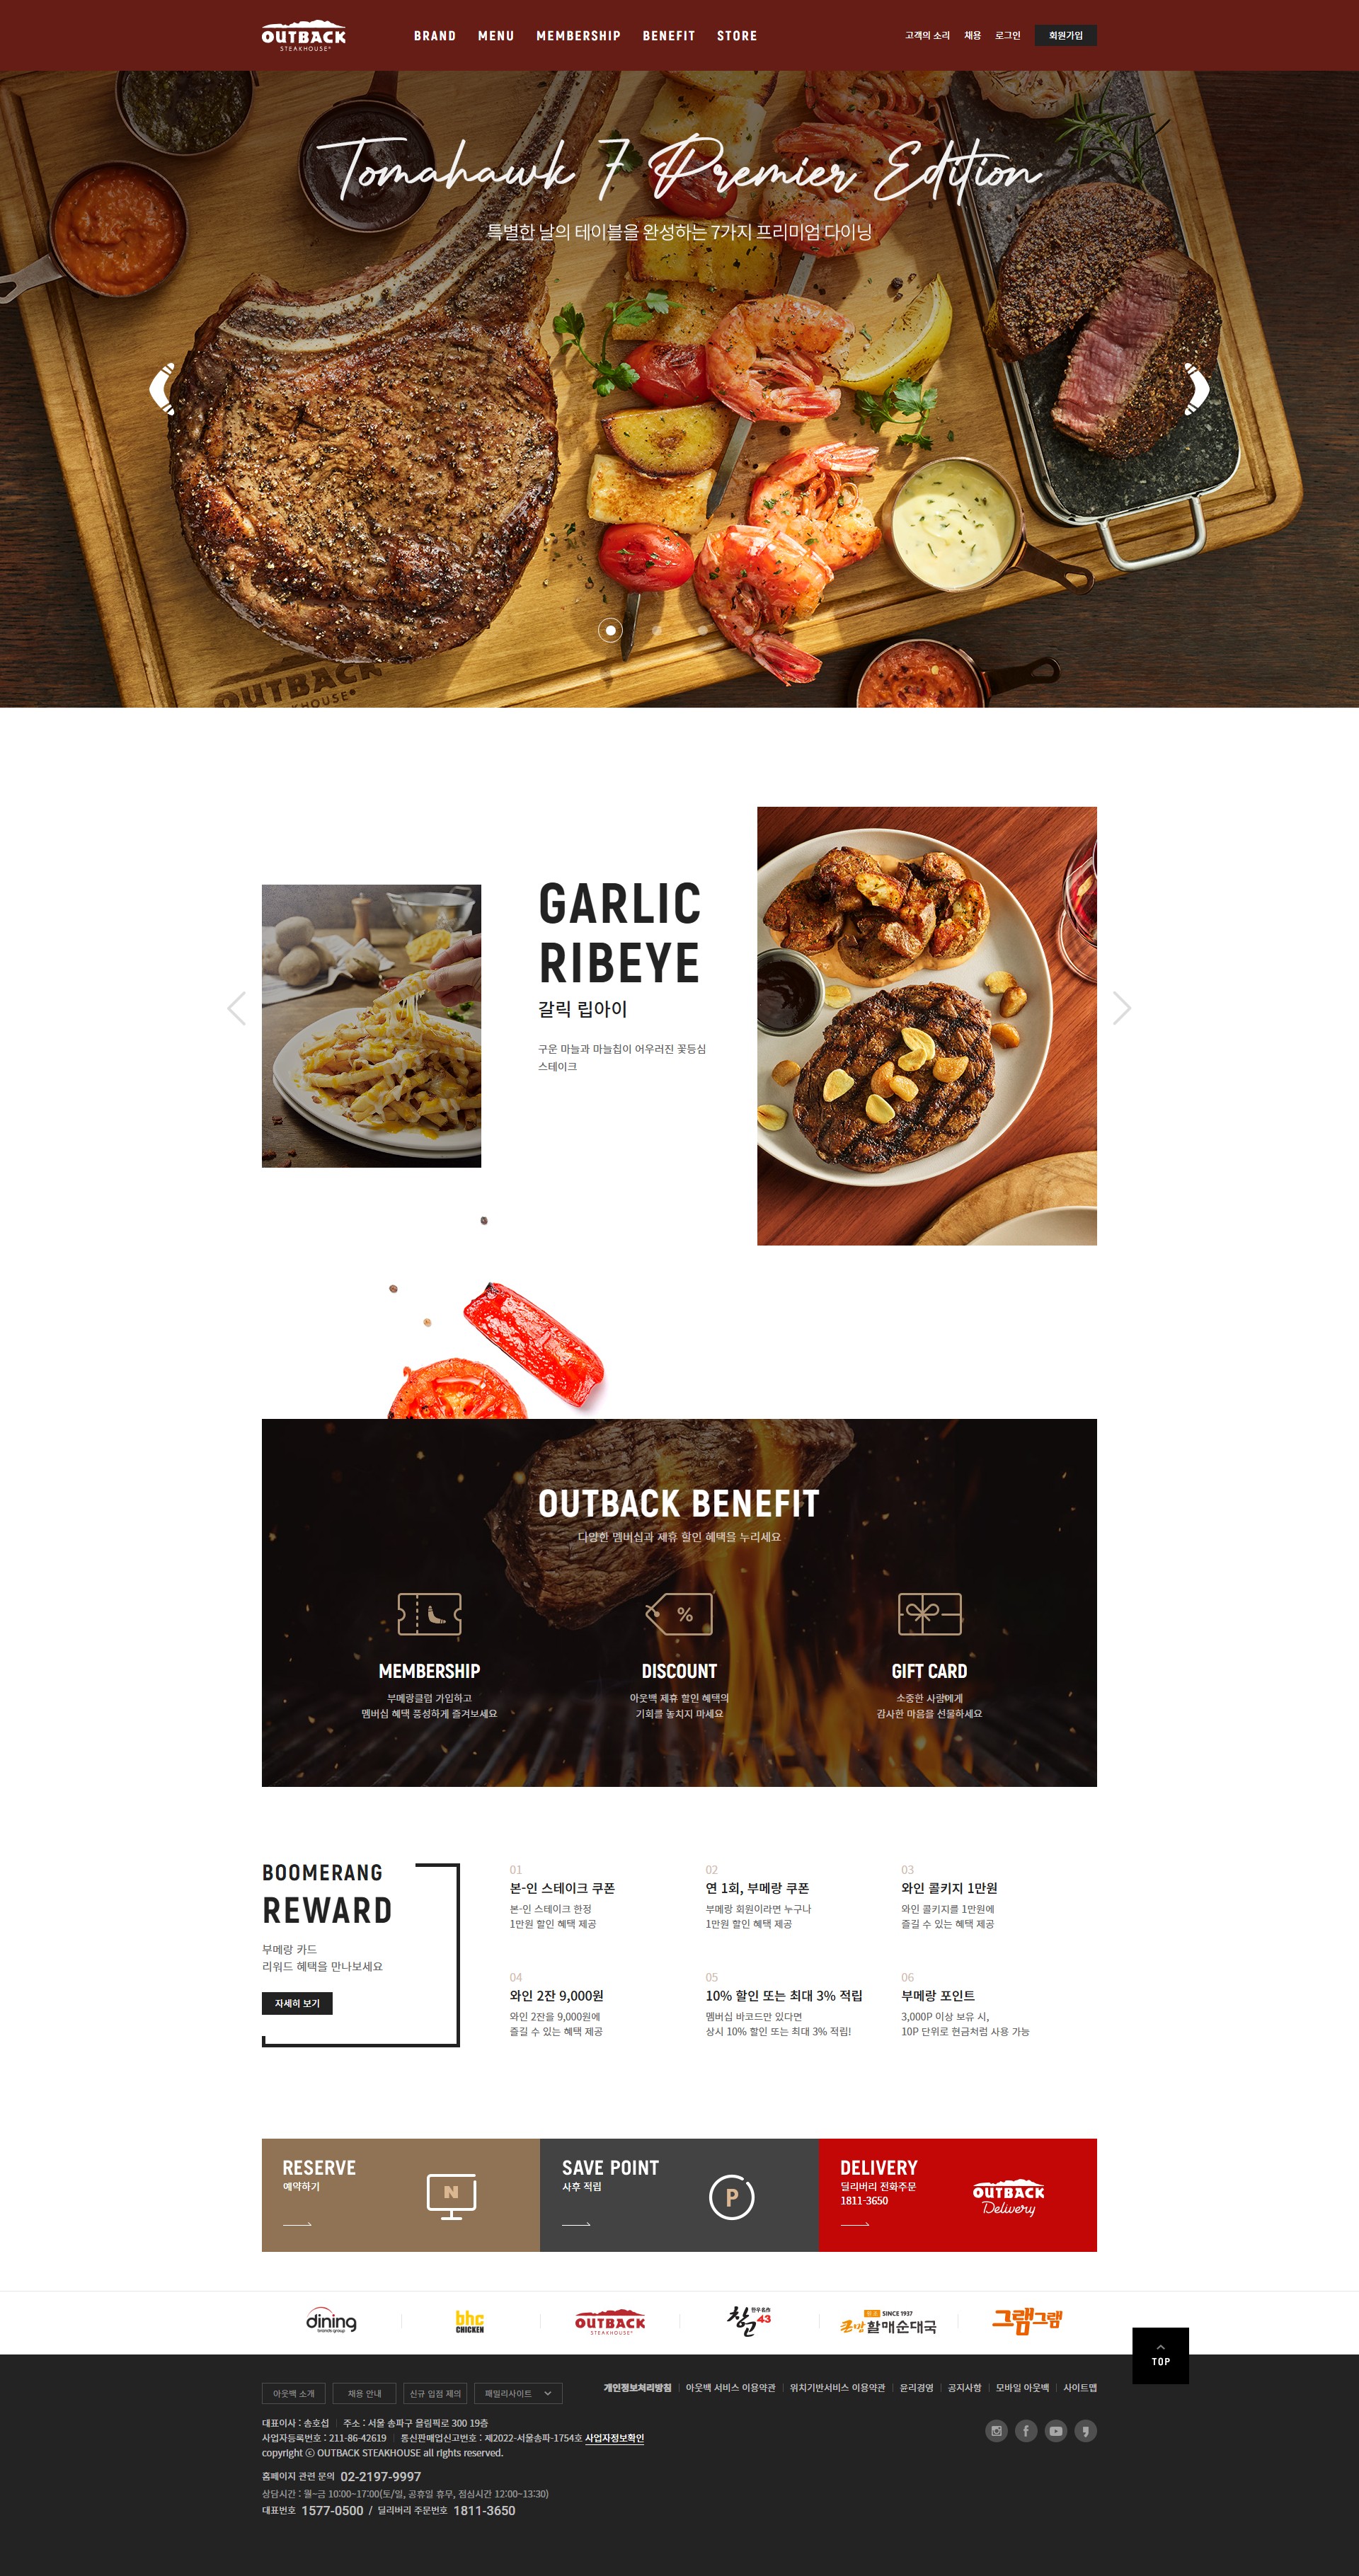 OUTBACK
STEAKHOUSE®
BRAND MENU MEMBERSHIP BENEFIT STORE
고객의 소리 채용 로그인 회원가입
Tomahawk 7 Premier Edition
특별한 날의 테이블을 완성하는 7가지 프리미엄 다이닝
OUTBACK
STEAKHOUSE®
GARLIC
RIBEYE
갈릭 립아이
구운 마늘과 마늘칩이 어우러진 꽃등심
스테이크
OUTBACK BENEFIT
다양한 멤버십과 제휴 할인 혜택을 누리세요
%
MEMBERSHIP
부메랑클럽 가입하고
멤버십 혜택 풍성하게 즐겨보세요
DISCOUNT
아웃백 제휴 할인 혜택의
기회를 놓치지 마세요
GIFT CARD
소중한 사람에게
감사한 마음을 선물하세요
BOOMERANG
REWARD
부메랑 카드
리워드 혜택을 만나보세요
자세히 보기
01
본-인 스테이크 쿠폰
본-인 스테이크 한정
1만원 할인 혜택 제공
02
연 1회, 부메랑 쿠폰
부메랑 회원이라면 누구나
1만원 할인 혜택 제공
03
와인 콜키지 1만원
와인 콜키지를 1만원에
즐길 수 있는 혜택 제공
04
와인 2잔 9,000원
와인 2잔을 9,000원에
즐길 수 있는 혜택 제공
05
10% 할인 또는 최대 3% 적립
멤버십 바코드만 있다면
상시 10% 할인 또는 최대 3% 적립!
06
부메랑 포인트
3,000P 이상 보유 시,
10P 단위로 현금처럼 사용 가능
RESERVE
예약하기
N
SAVE POINT
사후 적립
P
DELIVERY
딜리버리 전화주문
1811-3650
OUTBACK
Delivery
dining
brands group
bhc
CHICKEN
OUTBACK
STEAKHOUSE®
창고43
SINCE 1937
큰맘할매순대국
그램그램
TOP
아웃백 소개 채용 안내 신규 입점 제의 패밀리사이트
개인정보처리방침 아웃백 서비스 이용약관 위치기반서비스 이용약관 윤리경영 공지사항 모바일 아웃백 사이트맵
대표이사 : 송호섭 주소 : 서울 송파구 올림픽로 300 19층
사업자등록번호 : 211-86-42619 통신판매업신고번호 : 제2022-서울송파-1754호 사업자정보확인
copyright ⓒ OUTBACK STEAKHOUSE all rights reserved.
홈페이지 관련 문의 02-2197-9997
상담시간 : 월~금 10:00~17:00(토/일, 공휴일 휴무, 점심시간 12:00~13:30)
대표번호 1577-0500 / 딜리버리 주문번호 1811-3650